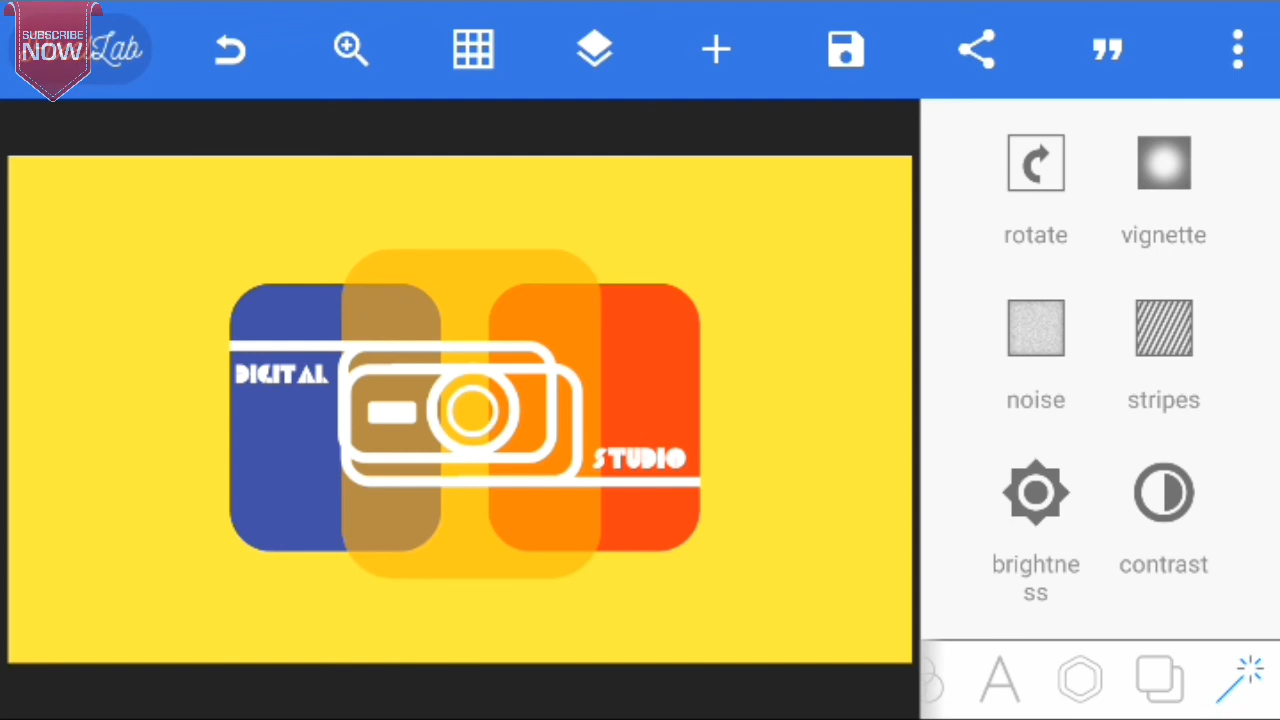 SUBSCRIBE
NOW
Lab
rotate
vignette
DIGITAL
noise
stripes
STUDIO
brightne
ss
contrast